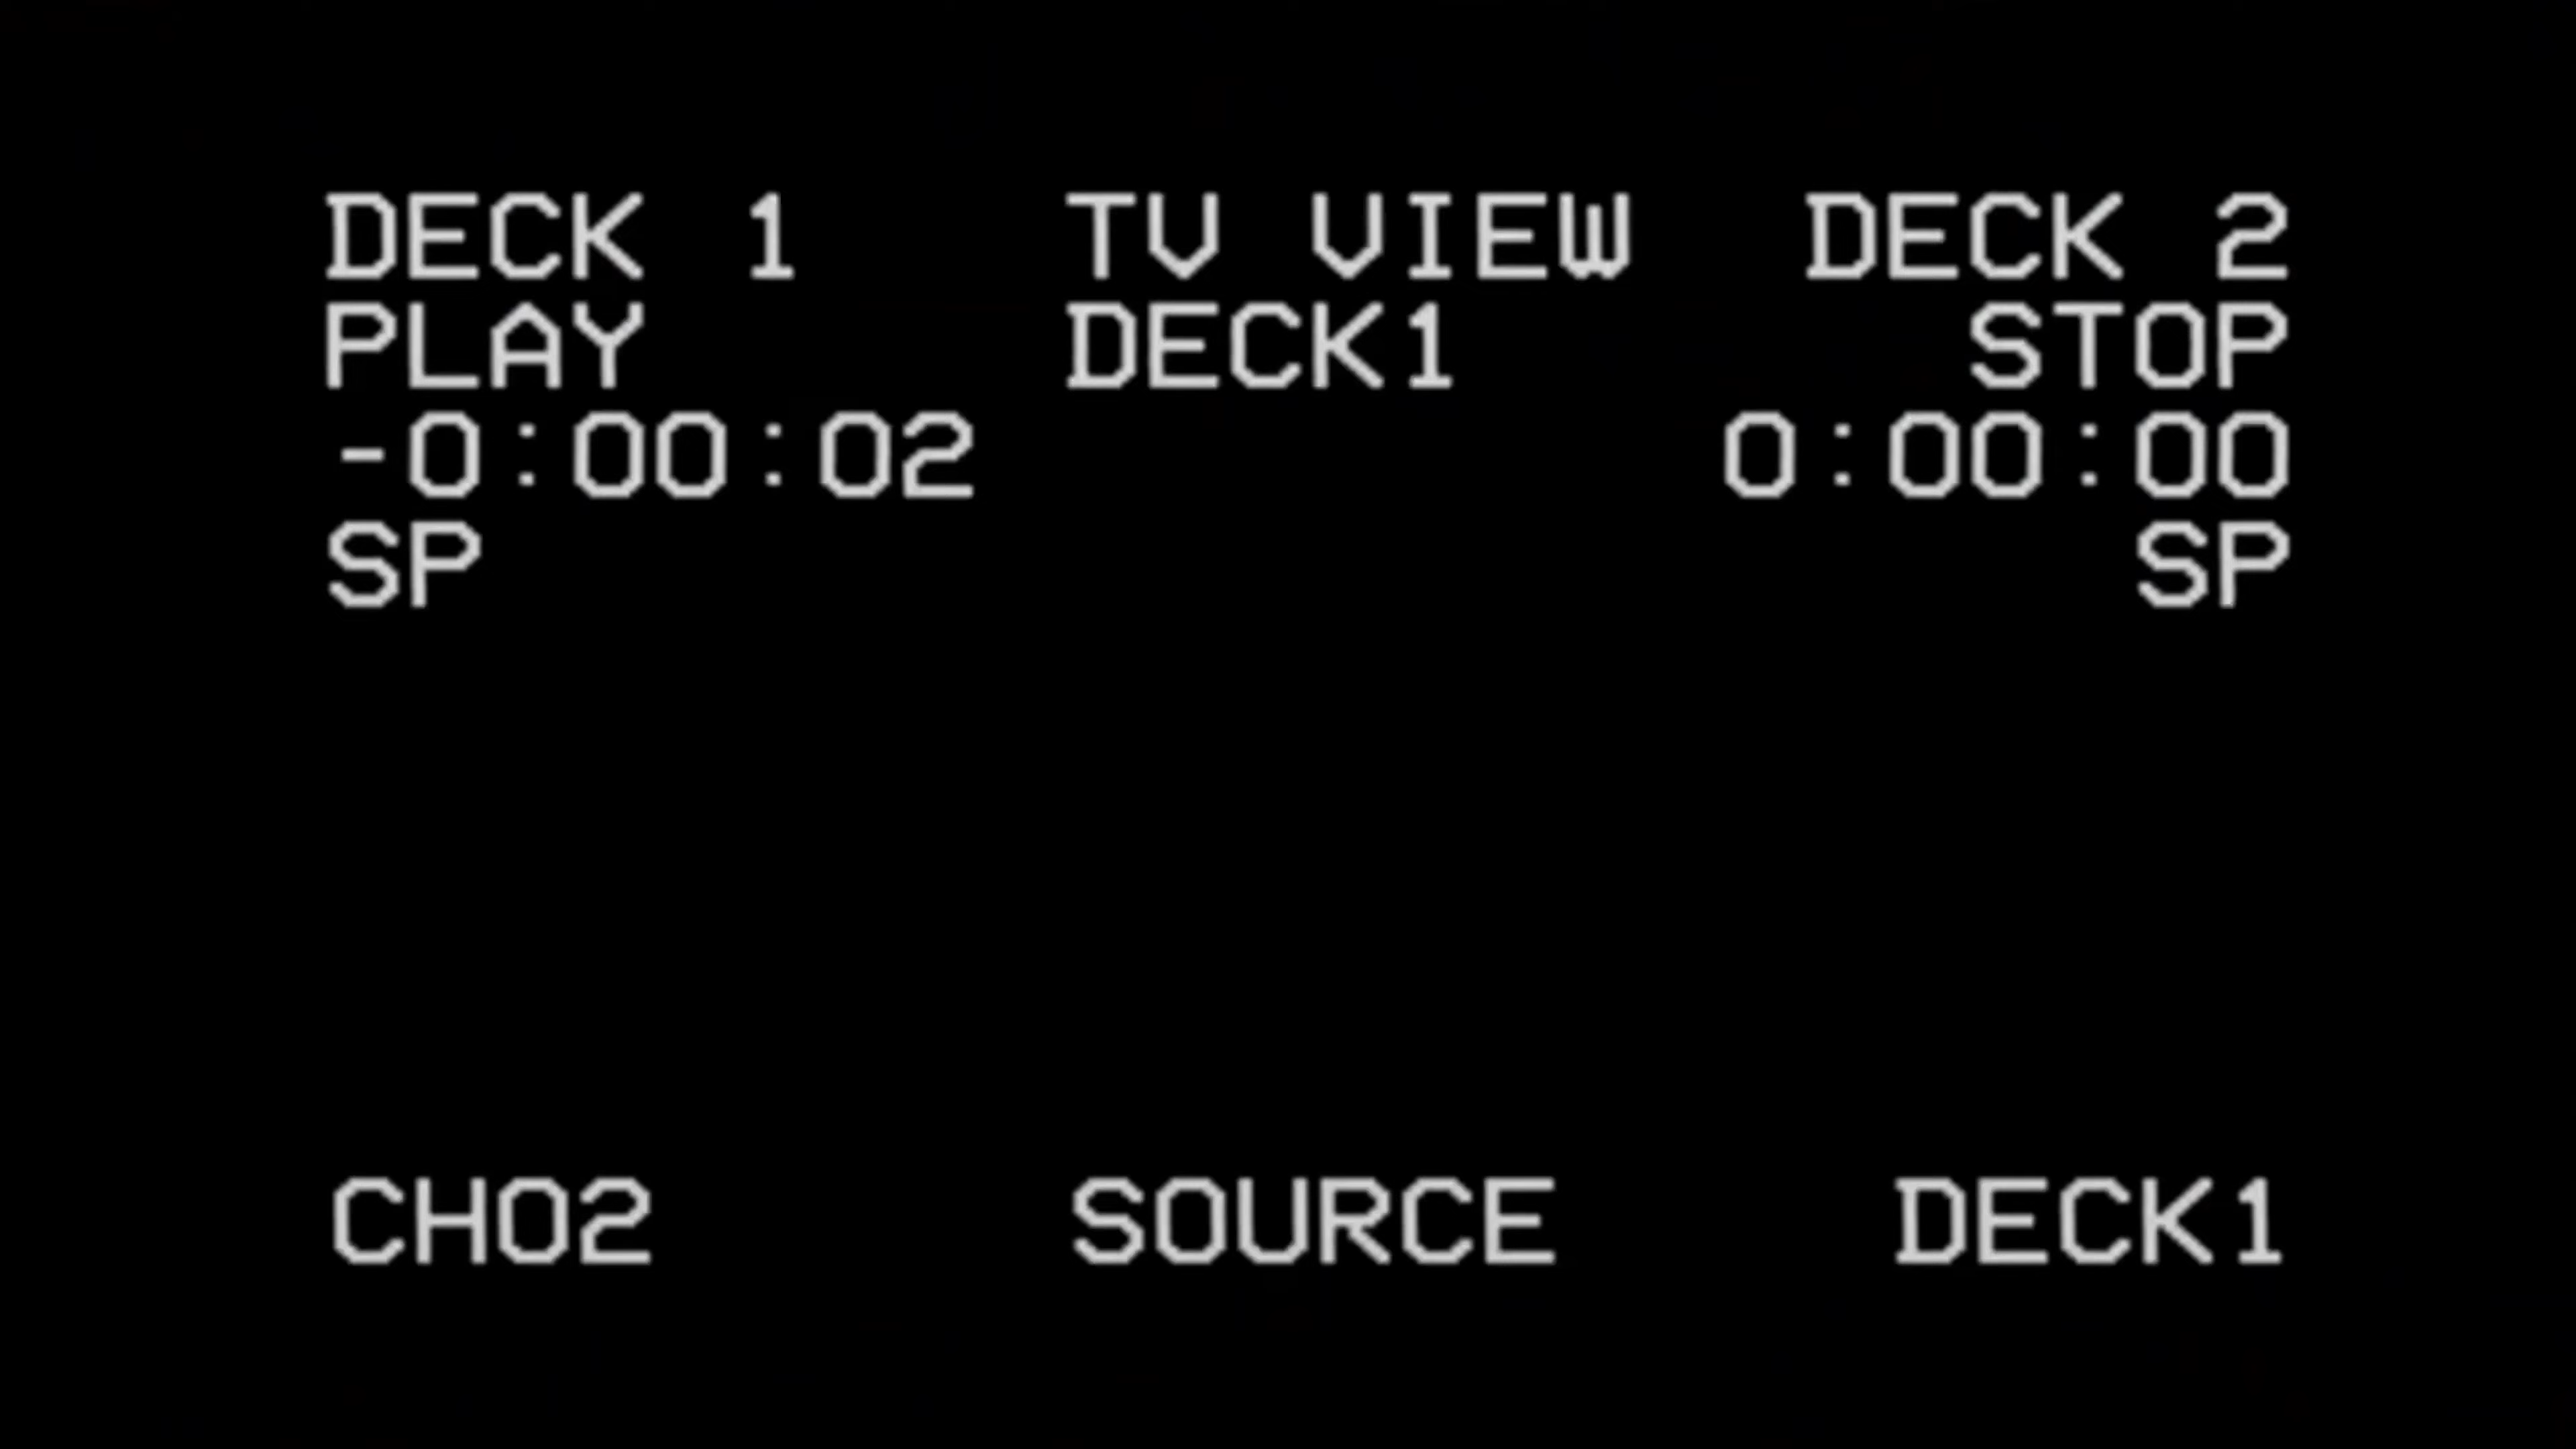 DECK 1 TV VIEW DECK 2
PLAY DECK1 STOP
-0:00:02 0:00:00
SP SP
CH02 SOURCE DECK1